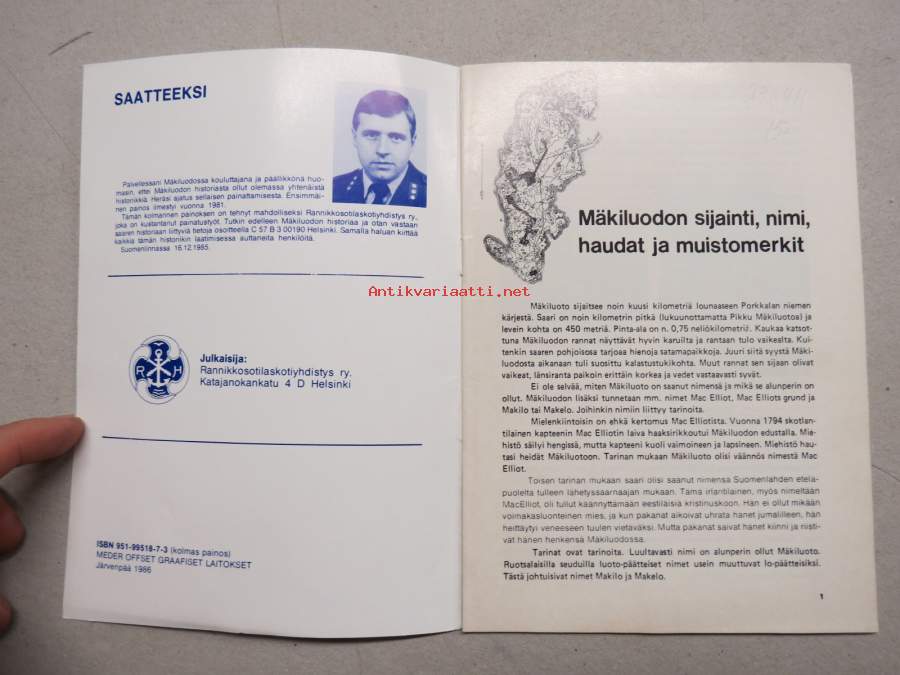 SAATTEEKSI
Palvellessani Mäkiluodossa kouluttajana ja päällikkönä huo-
masin, ettei Mäkiluodon historiasta ollut olemassa yhtenäistä
historiikkia. Heräsi ajatus sellaisen painattamisesta. Ensimmäi-
nen painos ilmestyi vuonna 1981.
Tämän kolmannen painoksen on tehnyt mahdolliseksi Rannikkosotilaskotiyhdistys ry.,
joka on kustantanut painatustyöt. Tutkin edelleen Mäkiluodon historiaa ja otan vastaan
saaren historiaan liittyviä tietoja osoitteella C 57 B 3 00190 Helsinki. Samalla haluan kiittää
kaikkia tämän historiikin laatimisessa auttaneita henkilöitä.
Suomenlinnassa 16.12.1985.
R H
Julkaisija:
Rannikkosotilaskotiyhdistys ry.
Katajanokankatu 4 D Helsinki
ISBN 951-99518-7-3 (kolmas painos)
MEDER OFFSET GRAAFISET LAITOKSET
Järvenpää 1986
Antikvariaatti.net
Mäkiluodon sijainti, nimi,
haudat ja muistomerkit
Mäkiluoto sijaitsee noin kuusi kilometriä lounaaseen Porkkalan niemen
kärjestä. Saari on noin kilometrin pitkä (lukuunottamatta Pikku Mäkiluotoa) ja
levein kohta on 450 metriä. Pinta-ala on n. 0,75 neliökilometriä. Kaukaa katsot-
tuna Mäkiluodon rannat näyttävät hyvin karuilta ja rantaan tulo vaikealta. Kui-
tenkin saaren pohjoisosa tarjoaa hienoja satamapaikkoja. Juuri siitä syystä Mäki-
luodosta aikanaan tuli suosittu kalastustukikohta. Muut rannat sen sijaan olivat
vaikeat, länsiranta paikoin erittäin korkea ja vedet vastaavasti syvät.
Ei ole selvää, miten Mäkiluoto on saanut nimensä ja mikä se alunperin on
ollut. Mäkiluodon lisäksi tunnetaan mm. nimet Mac Elliot, Mac Elliots grund ja
Makilo tai Makelo. Joihinkin nimiin liittyy tarinoita.
Mielenkiintoisin on ehkä kertomus Mac Elliotista. Vuonna 1794 skotlan-
tilainen kapteenin Mac Elliotin laiva haaksirikkoutui Mäkiluodon edustalla. Mie-
histö säilyi hengissä, mutta kapteeni kuoli vaimoineen ja lapsineen. Miehistö hau-
tasi heidät Mäkiluotoon. Tarinan mukaan Mäkiluoto olisi väännös nimestä Mac
Elliot.
Toisen tarinan mukaan saari olisi saanut nimensä Suomenlahden etelä-
puolelta tulleen lähetyssaarnaajan mukaan. Tämä irlantilainen, myös nimeltään
MacElliot, oli tullut käännyttämään eestiläisiä kristinuskoon. Hän ei ollut mikään
voimakasluonteinen mies, ja kun pakanat aikoivat uhrata hänet jumalilleen, hän
heittäytyi veneeseen tuulen vietäväksi. Mutta pakanat saivat hänet kiinni ja riisti-
vät hänen henkensä Mäkiluodossa.
Tarinat ovat tarinoita. Luultavasti nimi on alunperin ollut Mäkiluoto.
Ruotsalaisilla seuduilla luoto-päätteiset nimet usein muuttuvat lo-päätteisiksi.
Tästä johtuisivat nimet Makilo ja Makelo.
1